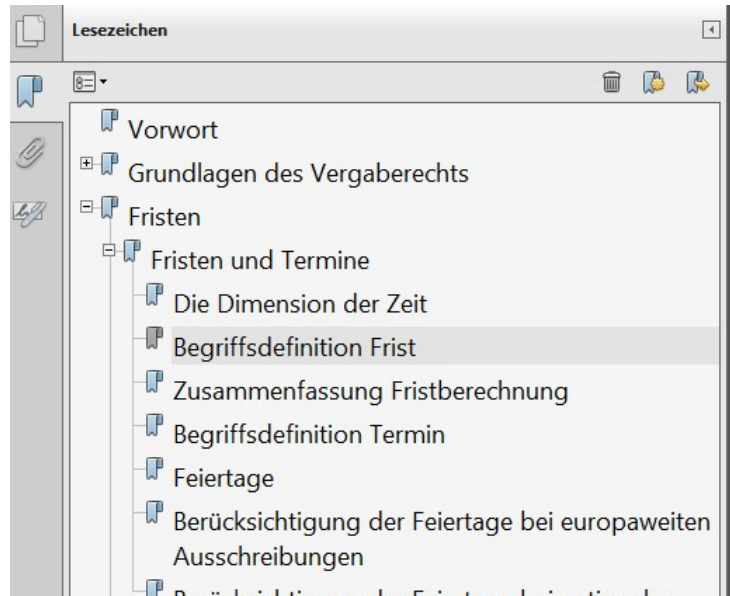 Lesezeichen
Vorwort
Grundlagen des Vergaberechts
Fristen
Fristen und Termine
Die Dimension der Zeit
Begriffsdefinition Frist
Zusammenfassung Fristberechnung
Begriffsdefinition Termin
Feiertage
Berücksichtigung der Feiertage bei europaweiten
Ausschreibungen